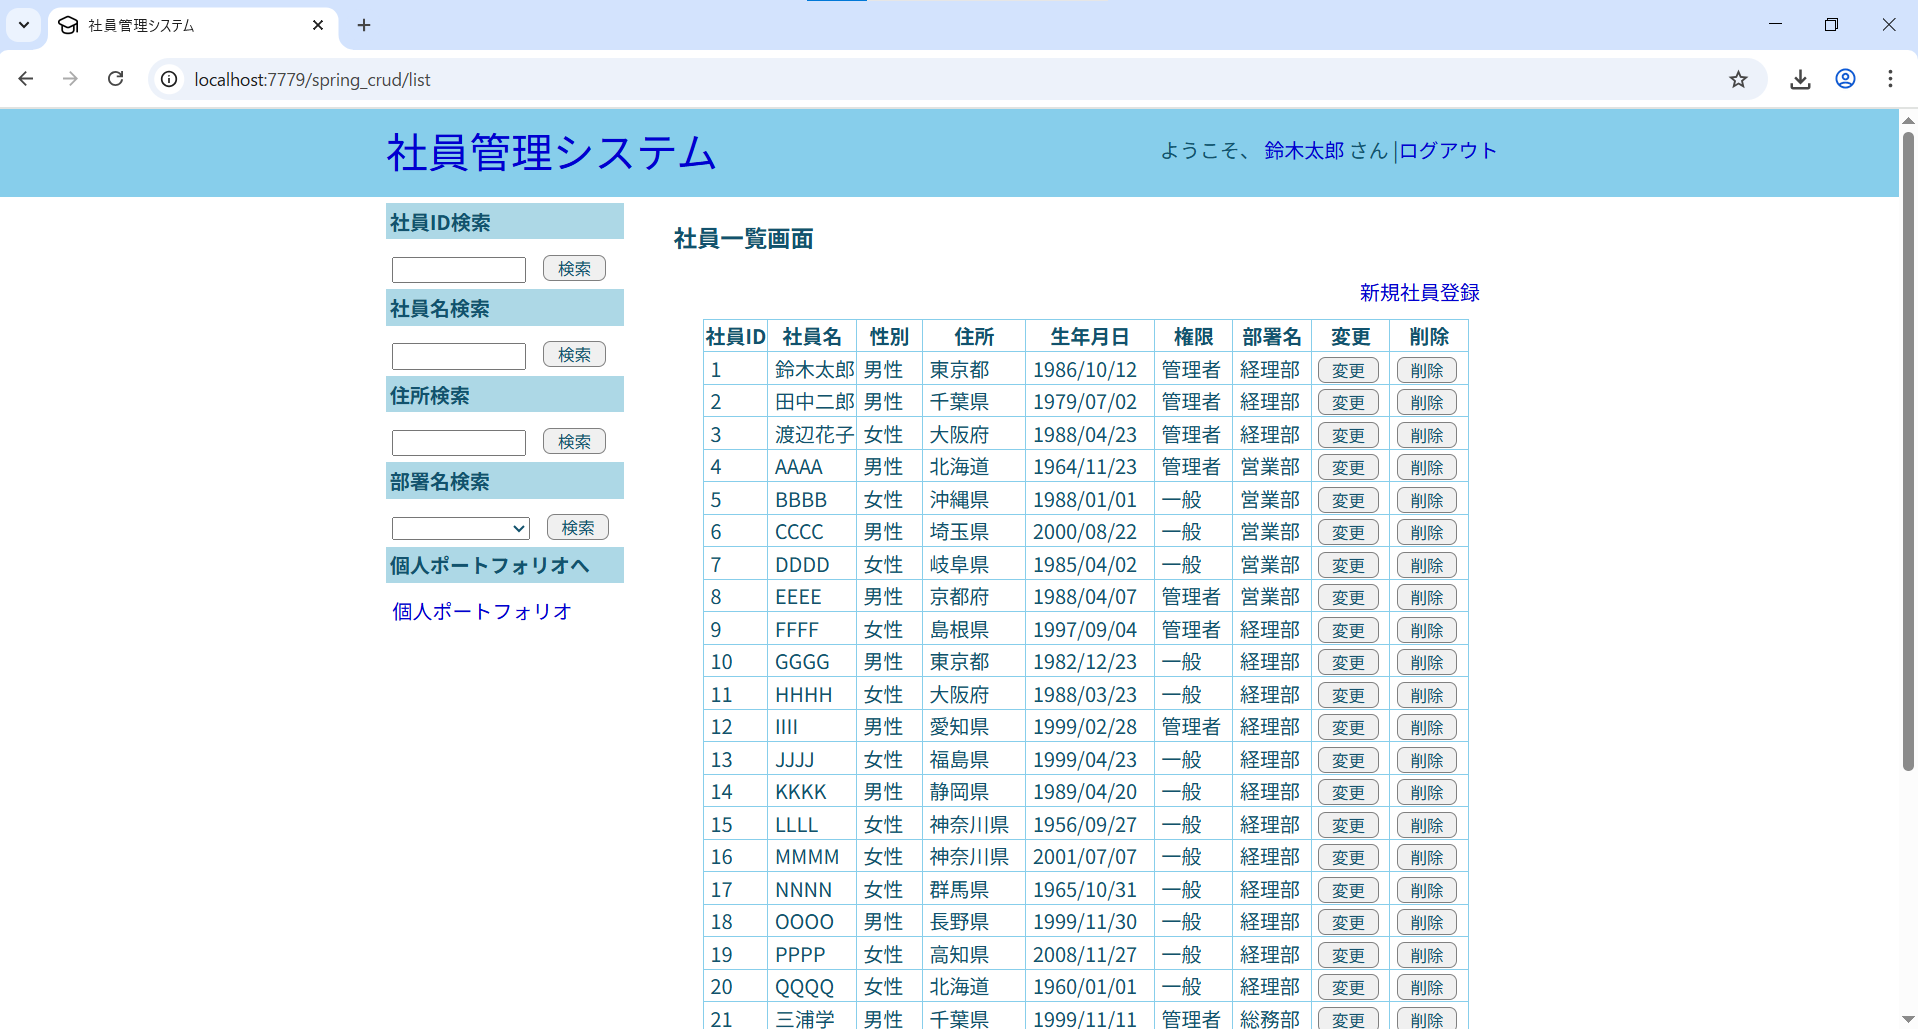 社員管理システム
localhost:7779/spring_crud/list
社員管理システム
ようこそ、 鈴木太郎 さん |ログアウト
社員ID検索
検索
社員名検索
検索
住所検索
検索
部署名検索
検索
個人ポートフォリオへ
個人ポートフォリオ
社員一覧画面
新規社員登録
社員ID 社員名 性別 住所 生年月日 権限 部署名 変更 削除
1 鈴木太郎 男性 東京都 1986/10/12 管理者 経理部 変更 削除
2 田中二郎 男性 千葉県 1979/07/02 管理者 経理部 変更 削除
3 渡辺花子 女性 大阪府 1988/04/23 管理者 経理部 変更 削除
4 AAAA 男性 北海道 1964/11/23 管理者 営業部 変更 削除
5 BBBB 女性 沖縄県 1988/01/01 一般 営業部 変更 削除
6 CCCC 男性 埼玉県 2000/08/22 一般 営業部 変更 削除
7 DDDD 女性 岐阜県 1985/04/02 一般 営業部 変更 削除
8 EEEE 男性 京都府 1988/04/07 管理者 営業部 変更 削除
9 FFFF 女性 島根県 1997/09/04 管理者 経理部 変更 削除
10 GGGG 男性 東京都 1982/12/23 一般 経理部 変更 削除
11 HHHH 女性 大阪府 1988/03/23 一般 経理部 変更 削除
12 IIII 男性 愛知県 1999/02/28 管理者 経理部 変更 削除
13 JJJJ 女性 福島県 1999/04/23 一般 経理部 変更 削除
14 KKKK 男性 静岡県 1989/04/20 一般 経理部 変更 削除
15 LLLL 女性 神奈川県 1956/09/27 一般 経理部 変更 削除
16 MMMM 女性 神奈川県 2001/07/07 一般 経理部 変更 削除
17 NNNN 女性 群馬県 1965/10/31 一般 経理部 変更 削除
18 OOOO 男性 長野県 1999/11/30 一般 経理部 変更 削除
19 PPPP 女性 高知県 2008/11/27 一般 経理部 変更 削除
20 QQQQ 女性 北海道 1960/01/01 一般 経理部 変更 削除
21 三浦学 男性 千葉県 1999/11/11 管理者 総務部 変更 削除